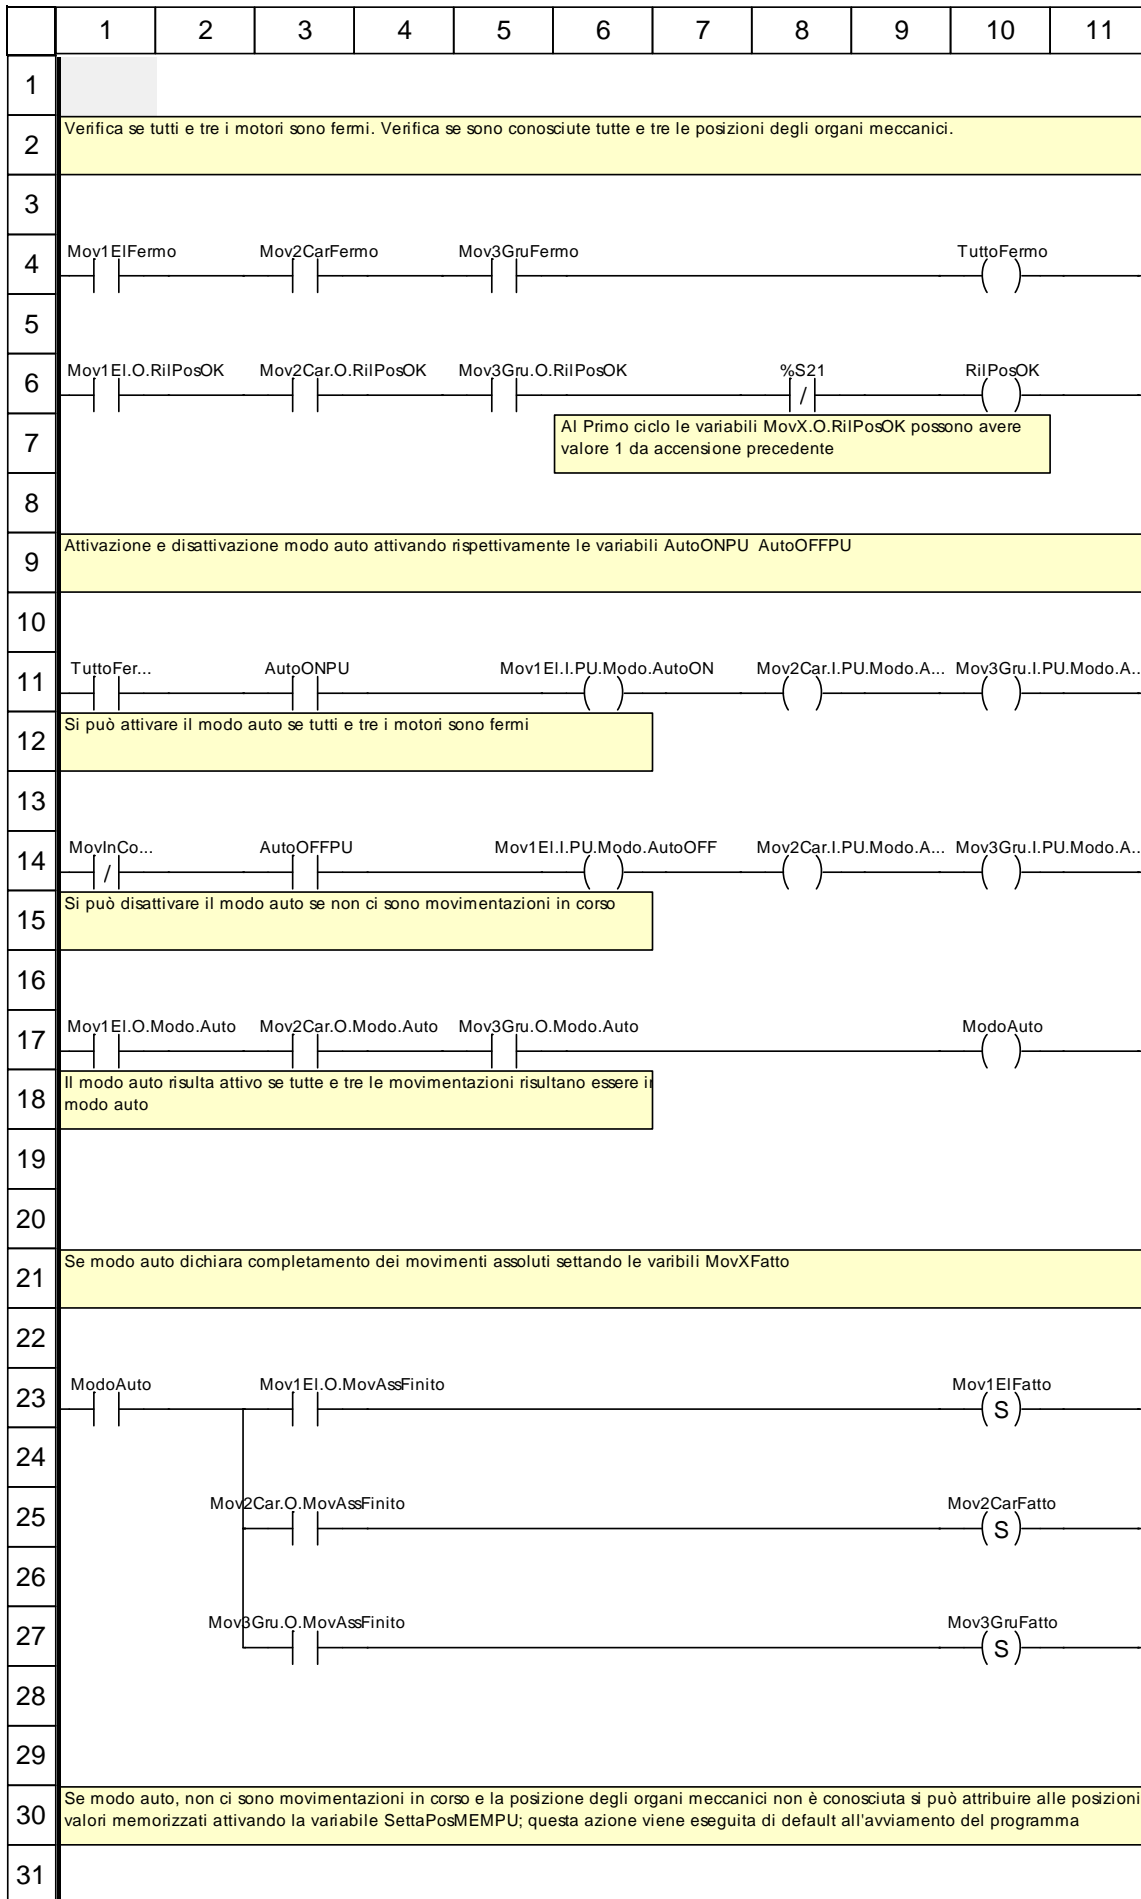 1 2 3 4 5 6 7 8 9 10 11
1
2
Verifica se tutti e tre i motori sono fermi. Verifica se sono conosciute tutte e tre le posizioni degli organi meccanici.
3
4
Mov1ElFermo Mov2CarFermo Mov3GruFermo TuttoFermo
5
6
Mov1El.O.RilPosOK Mov2Car.O.RilPosOK Mov3Gru.O.RilPosOK %S21 RilPosOK
/
7
Al Primo ciclo le variabili MovX.O.RilPosOK possono avere
valore 1 da accensione precedente
8
9
Attivazione e disattivazione modo auto attivando rispettivamente le variabili AutoONPU AutoOFFPU
10
11
TuttoFer... AutoONPU Mov1El.I.PU.Modo.AutoON Mov2Car.I.PU.Modo.A... Mov3Gru.I.PU.Modo.A..
12
Si può attivare il modo auto se tutti e tre i motori sono fermi
13
14
MovInCo... AutoOFFPU Mov1El.I.PU.Modo.AutoOFF Mov2Car.I.PU.Modo.A... Mov3Gru.I.PU.Modo.A..
/
15
Si può disattivare il modo auto se non ci sono movimentazioni in corso
16
17
Mov1El.O.Modo.Auto Mov2Car.O.Modo.Auto Mov3Gru.O.Modo.Auto ModoAuto
18
Il modo auto risulta attivo se tutte e tre le movimentazioni risultano essere in
modo auto
19
20
21
Se modo auto dichiara completamento dei movimenti assoluti settando le varibili MovXFatto
22
23
ModoAuto Mov1El.O.MovAssFinito Mov1ElFatto
S
24
25
Mov2Car.O.MovAssFinito Mov2CarFatto
S
26
27
Mov3Gru.O.MovAssFinito Mov3GruFatto
S
28
29
30
Se modo auto, non ci sono movimentazioni in corso e la posizione degli organi meccanici non è conosciuta si può attribuire alle posizioni
valori memorizzati attivando la variabile SettaPosMEMPU; questa azione viene eseguita di default all'avviamento del programma
31